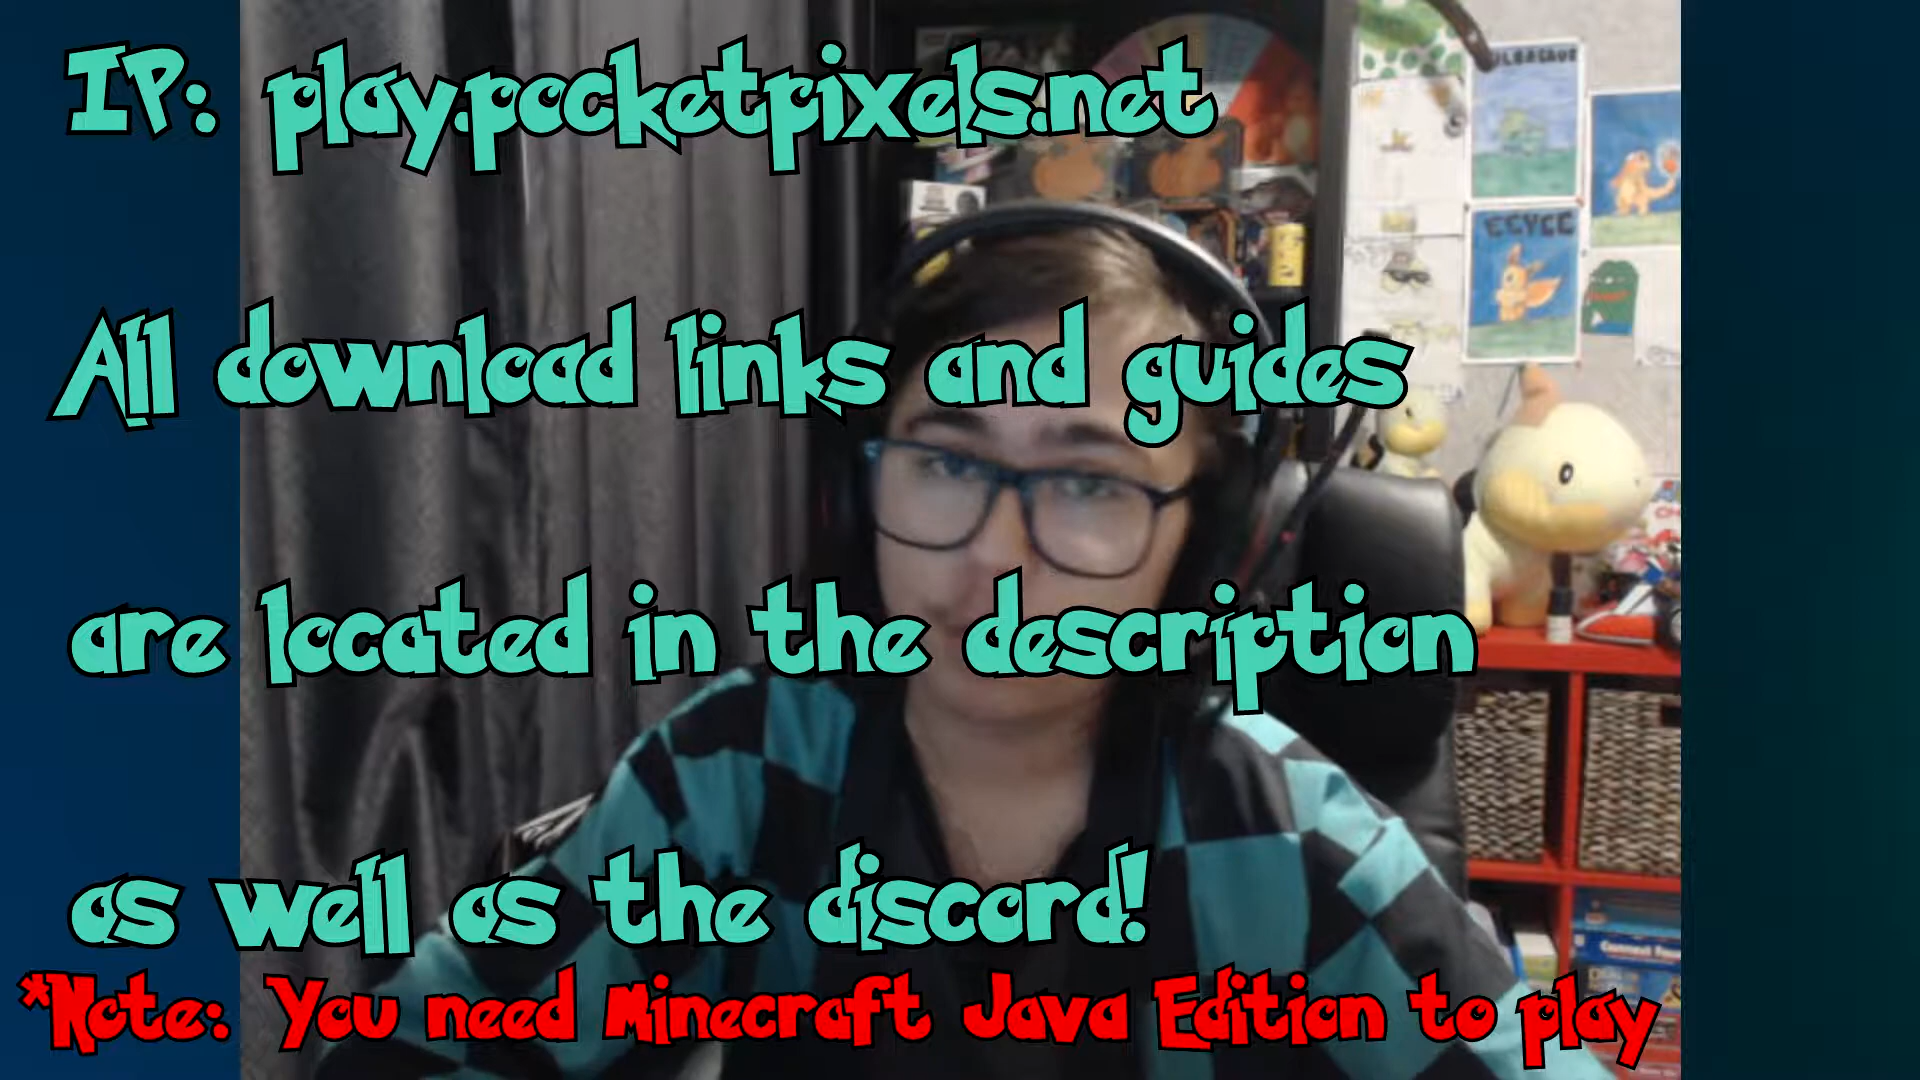 IP: play.pocketpixels.net
All download links and guides
EEVEE
are located in the description
as well as the discord!
*Note: You need Minecraft Java Edition to play